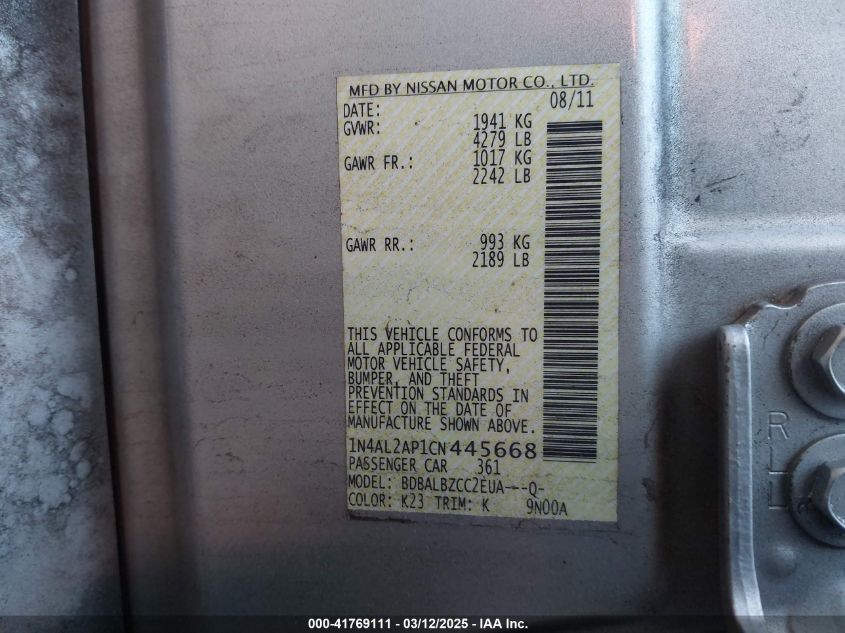 MFD BY NISSAN MOTOR CO., LTD.
DATE: 08/11
GVWR: 1941 KG
4279 LB
GAWR FR.: 1017 KG
2242 LB
GAWR RR.: 993 KG
2189 LB
THIS VEHICLE CONFORMS TO
ALL APPLICABLE FEDERAL
MOTOR VEHICLE SAFETY,
BUMPER, AND THEFT
PREVENTION STANDARDS IN
EFFECT ON THE DATE OF
MANUFACTURE SHOWN ABOVE.
1N4AL2AP1CN445668
PASSENGER CAR 361
MODEL: BDBALBZCC2EUA---Q-
COLOR: K23 TRIM: K 9N00A
000-41769111 - 03/12/2025 - IAA Inc.